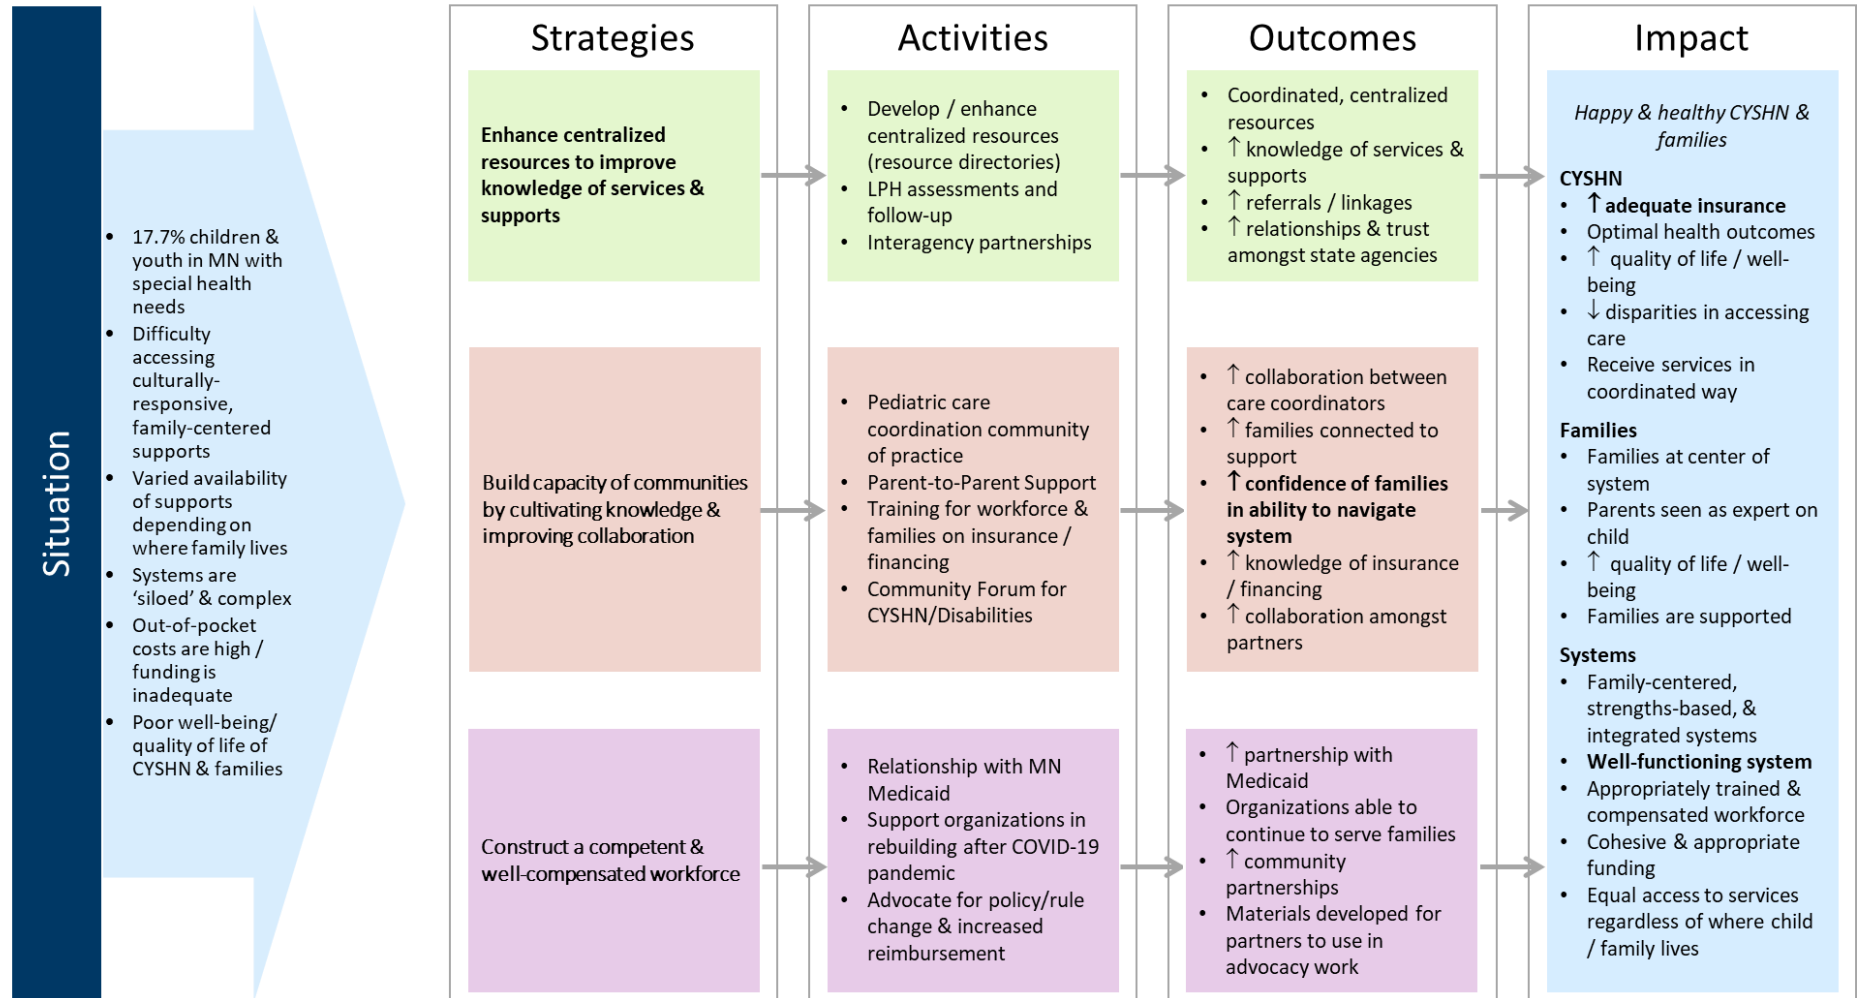 Situation
• 17.7% children &
youth in MN with
special health
needs
• Difficulty
accessing
culturally-
responsive,
family-centered
supports
• Varied availability
of supports
depending on
where family lives
• Systems are
‘siloed’ & complex
• Out-of-pocket
costs are high /
funding is
inadequate
• Poor well-being/
quality of life of
CYSHN & families
Strategies
Enhance centralized
resources to improve
knowledge of services &
supports
Build capacity of communities
by cultivating knowledge &
improving collaboration
Construct a competent &
well-compensated workforce
Activities
• Develop / enhance
centralized resources
(resource directories)
• LPH assessments and
follow-up
• Interagency partnerships
• Pediatric care
coordination community
of practice
• Parent-to-Parent Support
• Training for workforce &
families on insurance /
financing
• Community Forum for
CYSHN/Disabilities
• Relationship with MN
Medicaid
• Support organizations in
rebuilding after COVID-19
pandemic
• Advocate for policy/rule
change & increased
reimbursement
Outcomes
• Coordinated, centralized
resources
• ↑ knowledge of services &
supports
• ↑ referrals / linkages
• ↑ relationships & trust
amongst state agencies
• ↑ collaboration between
care coordinators
• ↑ families connected to
support
• ↑ confidence of families
in ability to navigate
system
• ↑ knowledge of insurance
/ financing
• ↑ collaboration amongst
partners
• ↑ partnership with
Medicaid
• Organizations able to
continue to serve families
• ↑ community
partnerships
• Materials developed for
partners to use in
advocacy work
Impact
Happy & healthy CYSHN &
families
CYSHN
• ↑ adequate insurance
• Optimal health outcomes
• ↑ quality of life / well-
being
• ↓ disparities in accessing
care
• Receive services in
coordinated way
Families
• Families at center of
system
• Parents seen as expert on
child
• ↑ quality of life / well-
being
• Families are supported
Systems
• Family-centered,
strengths-based, &
integrated systems
• Well-functioning system
• Appropriately trained &
compensated workforce
• Cohesive & appropriate
funding
• Equal access to services
regardless of where child
/ family lives